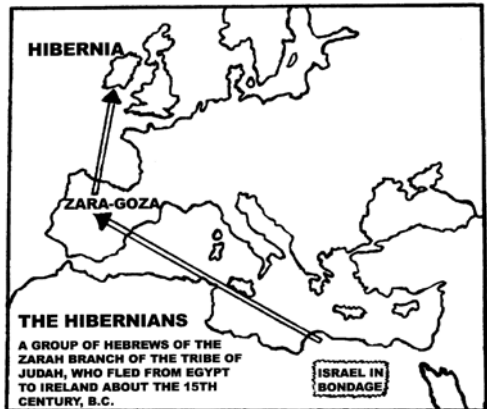 HIBERNIA
ZARA-GOZA
THE HIBERNIANS
A GROUP OF HEBREWS OF THE
ZARAH BRANCH OF THE TRIBE OF
JUDAH, WHO FLED FROM EGYPT
TO IRELAND ABOUT THE 15TH
CENTURY, B.C.
ISRAEL IN
BONDAGE